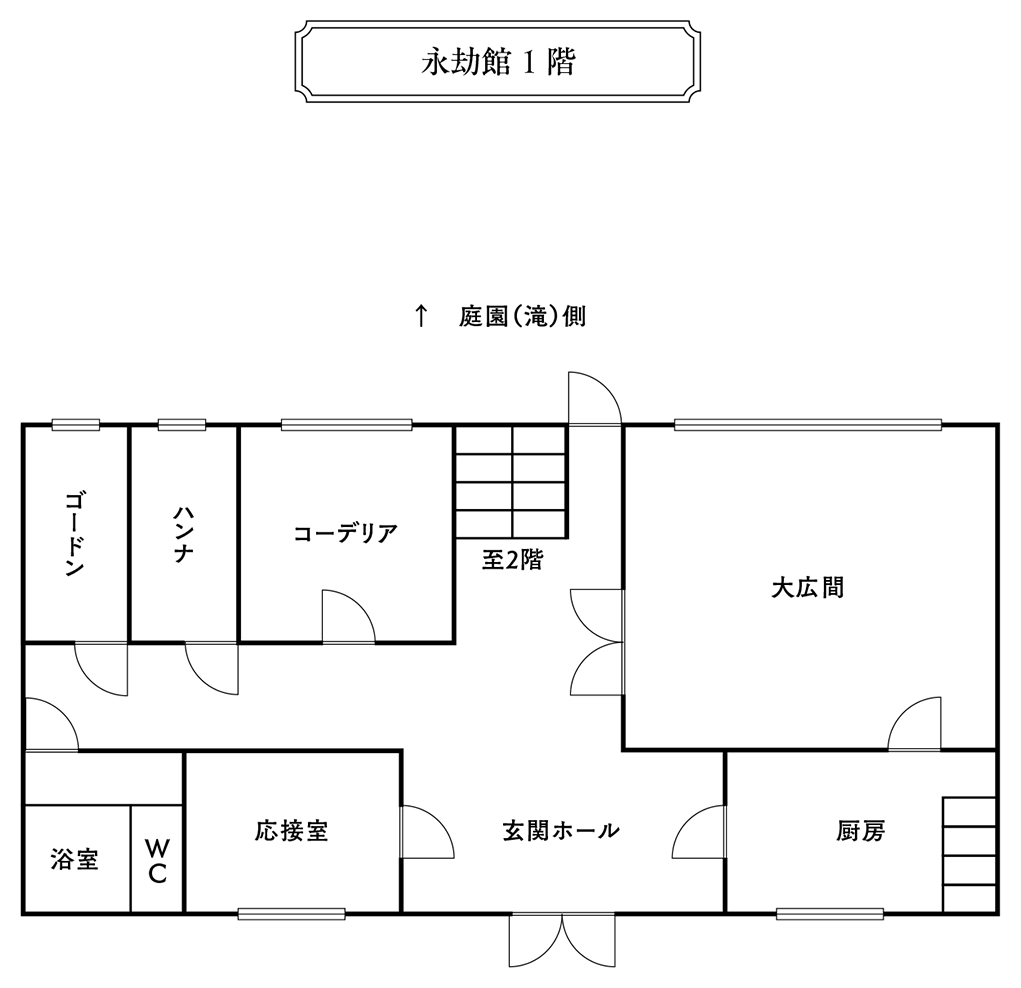 永劫館1階
↑ 庭園(滝)側
ゴードン
ハンナ
コーデリア
至2階
大広間
浴室
WC
応接室
玄関ホール
厨房